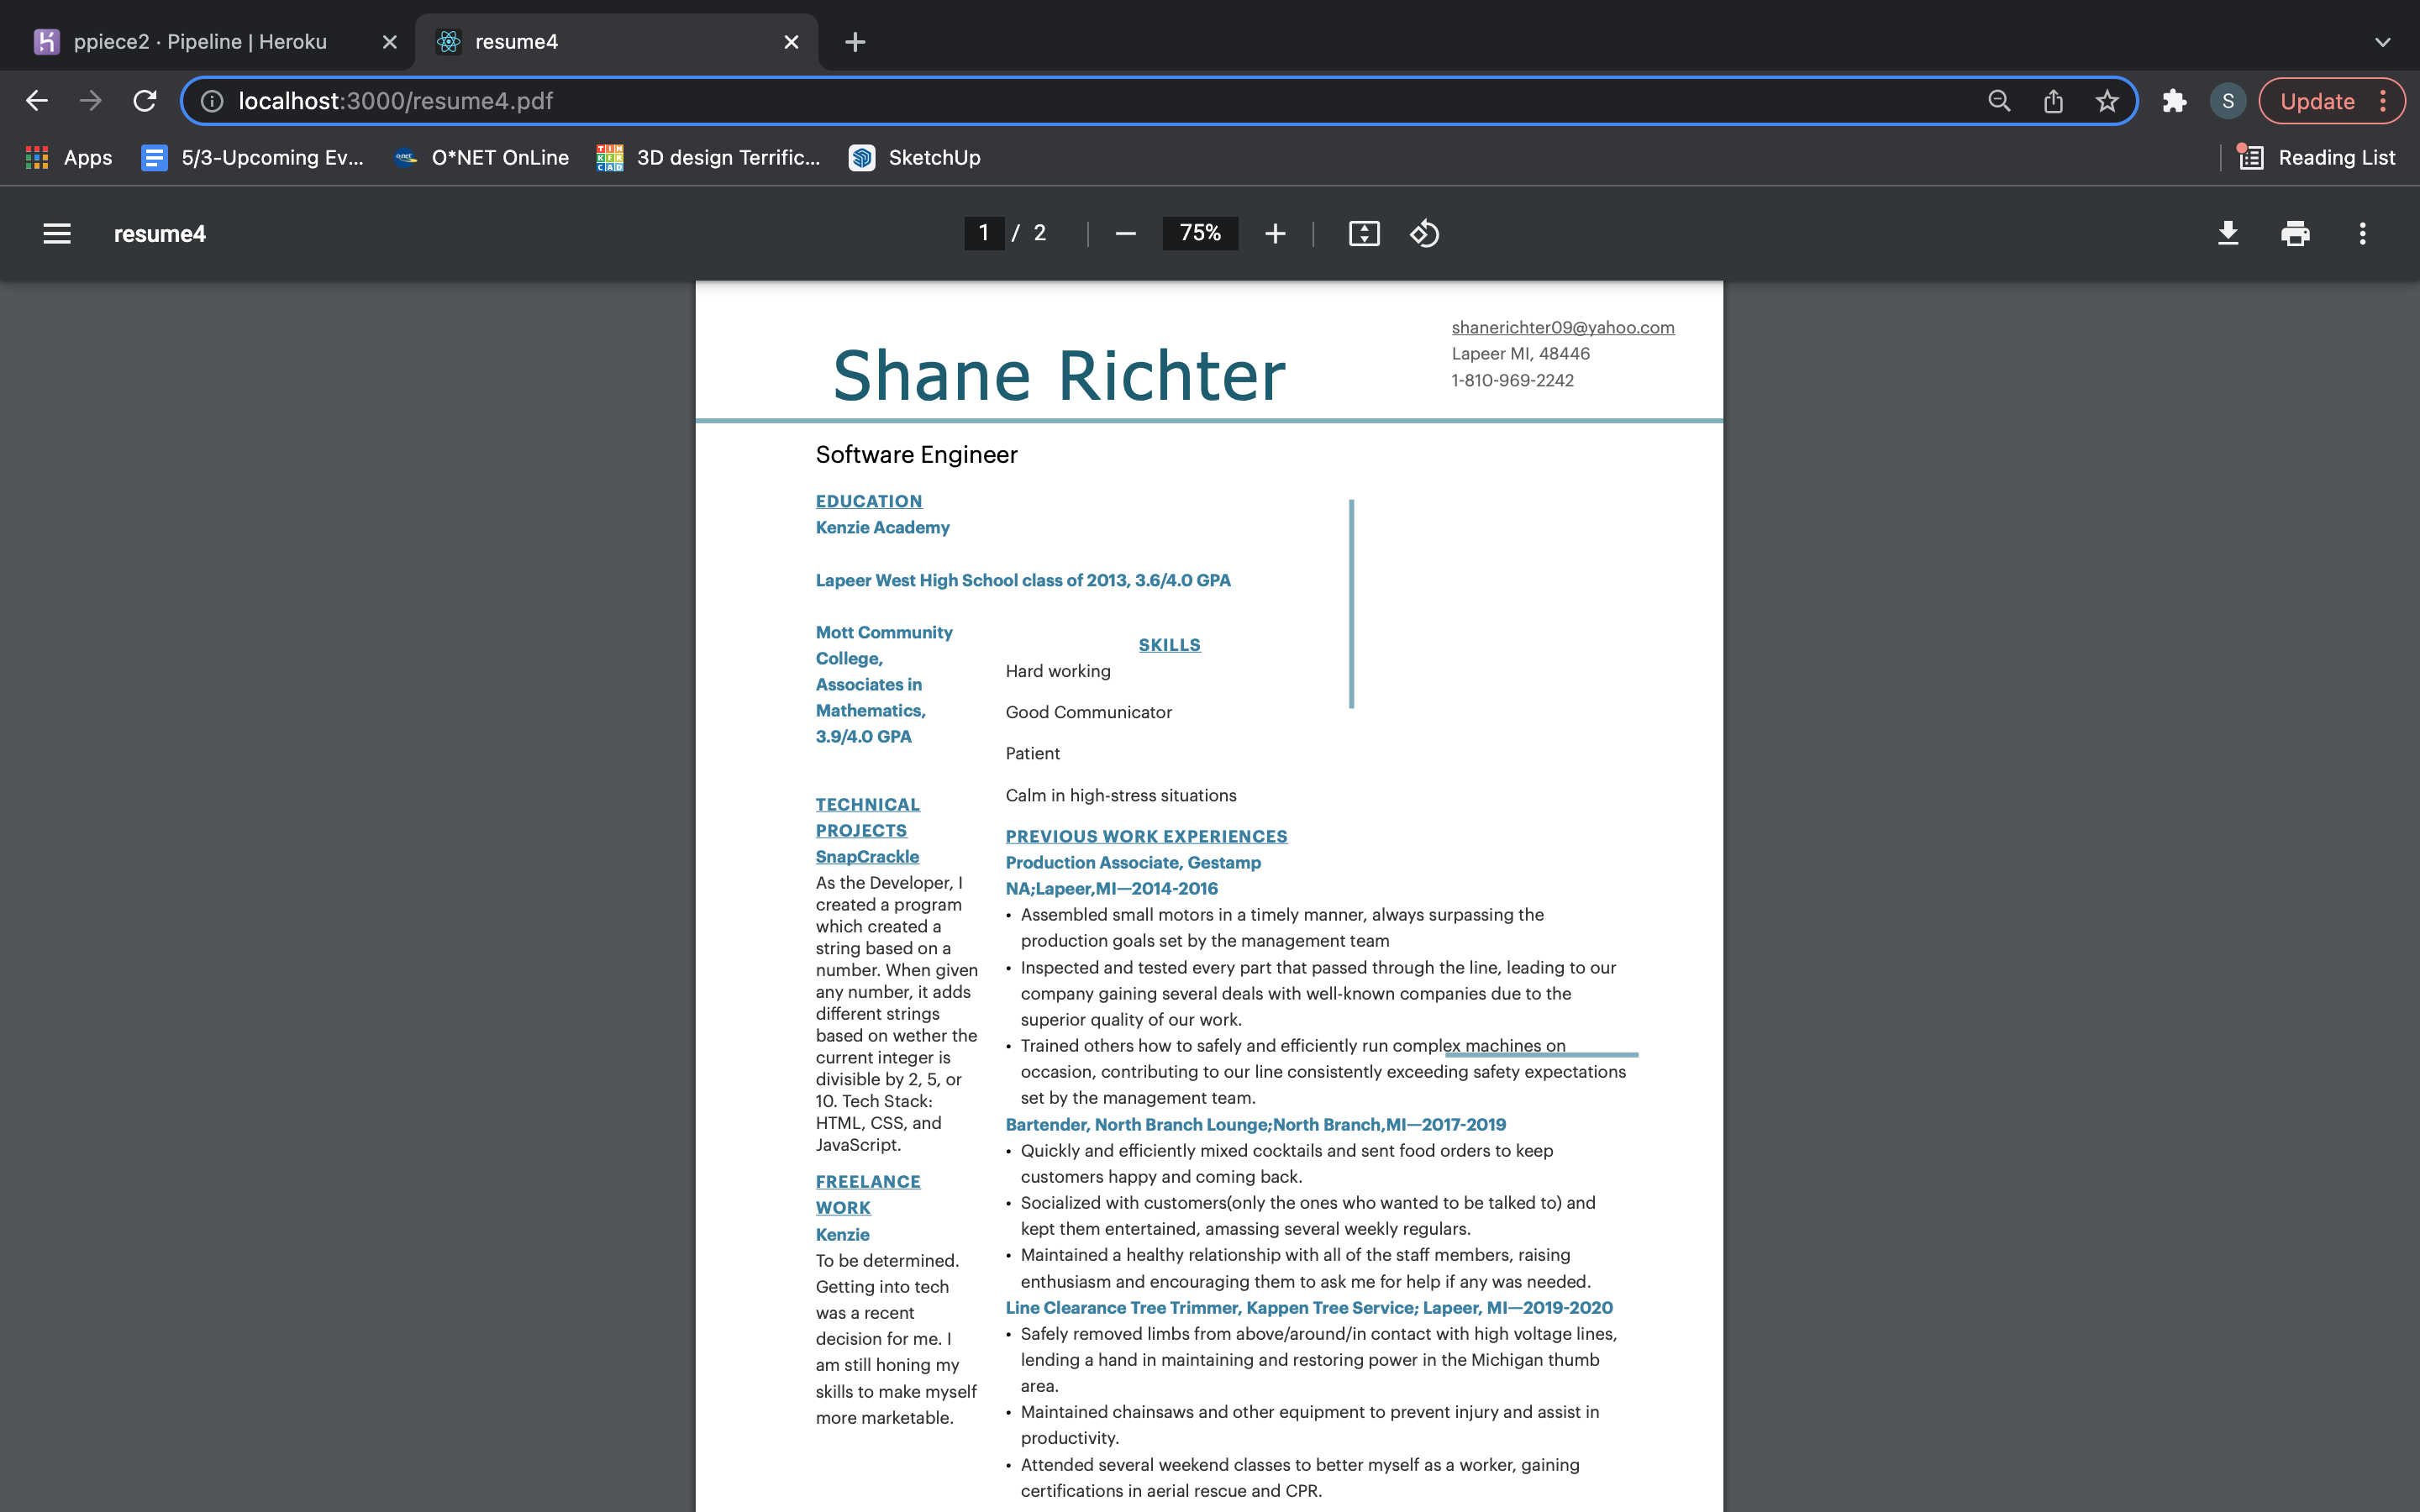 ppiece2 · Pipeline | Heroku
resume4
localhost:3000/resume4.pdf
S
Update
Apps
5/3-Upcoming Ev...
O*NET OnLine
TIN
KER
CAD
3D design Terrific...
SketchUp
Reading List
resume4
1 / 2
75%
shanerichter09@yahoo.com
Lapeer MI, 48446
1-810-969-2242
Shane Richter
Software Engineer
EDUCATION
Kenzie Academy
Lapeer West High School class of 2013, 3.6/4.0 GPA
Mott Community
College,
Associates in
Mathematics,
3.9/4.0 GPA
TECHNICAL
PROJECTS
SnapCrackle
As the Developer, I
created a program
which created a
string based on a
number. When given
any number, it adds
different strings
based on wether the
current integer is
divisible by 2, 5, or
10. Tech Stack:
HTML, CSS, and
JavaScript.
FREELANCE
WORK
Kenzie
To be determined.
Getting into tech
was a recent
decision for me. I
am still honing my
skills to make myself
more marketable.
SKILLS
Hard working
Good Communicator
Patient
Calm in high-stress situations
PREVIOUS WORK EXPERIENCES
Production Associate, Gestamp
NA;Lapeer,MI—2014-2016
• Assembled small motors in a timely manner, always surpassing the
production goals set by the management team
• Inspected and tested every part that passed through the line, leading to our
company gaining several deals with well-known companies due to the
superior quality of our work.
• Trained others how to safely and efficiently run complex machines on
occasion, contributing to our line consistently exceeding safety expectations
set by the management team.
Bartender, North Branch Lounge;North Branch,MI—2017-2019
• Quickly and efficiently mixed cocktails and sent food orders to keep
customers happy and coming back.
• Socialized with customers(only the ones who wanted to be talked to) and
kept them entertained, amassing several weekly regulars.
• Maintained a healthy relationship with all of the staff members, raising
enthusiasm and encouraging them to ask me for help if any was needed.
Line Clearance Tree Trimmer, Kappen Tree Service; Lapeer, MI—2019-2020
• Safely removed limbs from above/around/in contact with high voltage lines,
lending a hand in maintaining and restoring power in the Michigan thumb
area.
• Maintained chainsaws and other equipment to prevent injury and assist in
productivity.
• Attended several weekend classes to better myself as a worker, gaining
certifications in aerial rescue and CPR.